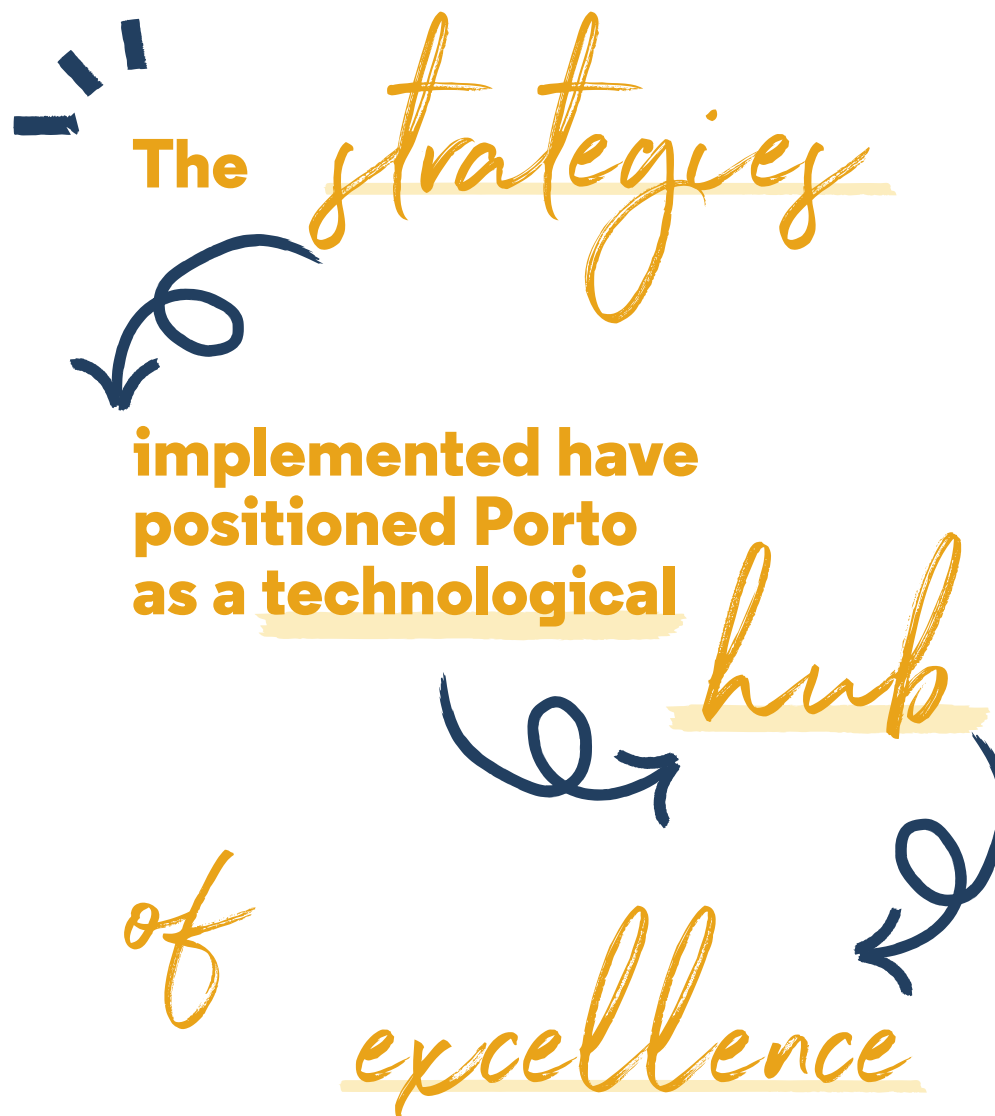 The strategies
implemented have
positioned Porto
as a technological
hub
of
excellence